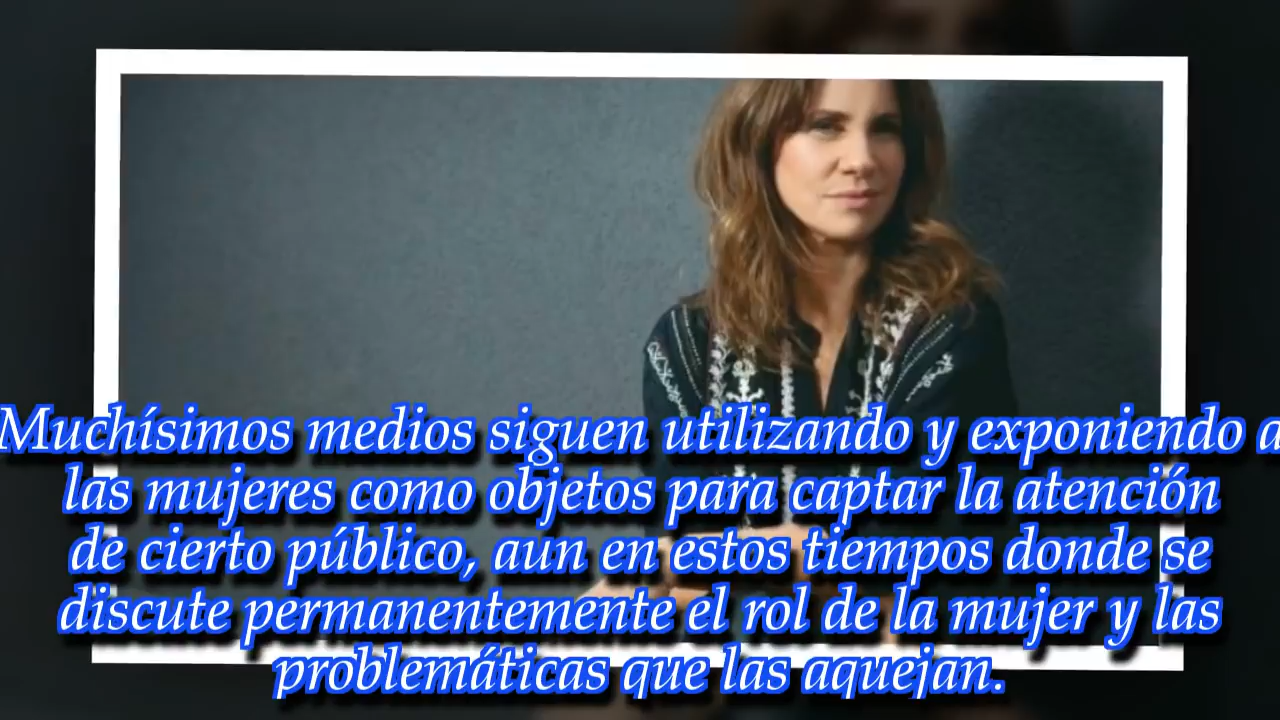 Muchísimos medios siguen utilizando y exponiendo a
las mujeres como objetos para captar la atención
de cierto público, aun en estos tiempos donde se
discute permanentemente el rol de la mujer y las
problemáticas que las aquejan.